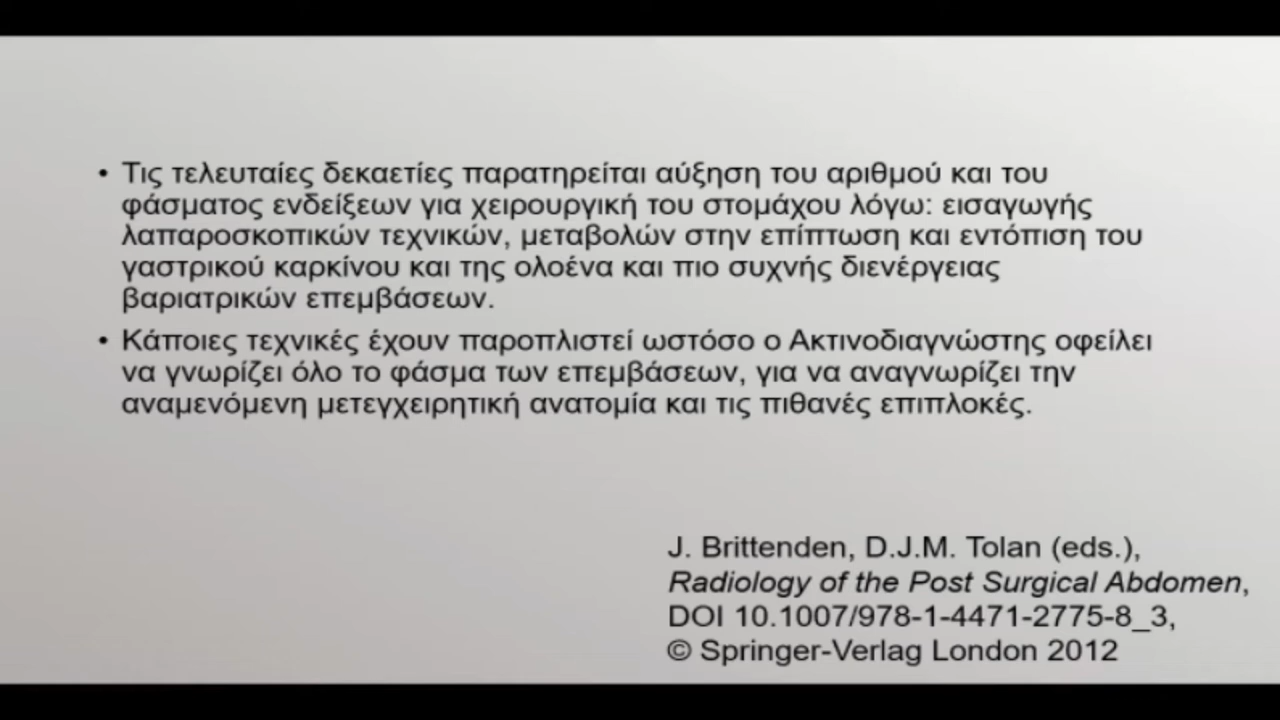 • Τις τελευταίες δεκαετίες παρατηρείται αύξηση του αριθμού και του
φάσματος ενδείξεων για χειρουργική του στομάχου λόγω: εισαγωγής
λαπαροσκοπικών τεχνικών, μεταβολών στην επίπτωση και εντόπιση του
γαστρικού καρκίνου και της ολοένα και πιο συχνής διενέργειας
βαριατρικών επεμβάσεων.
• Κάποιες τεχνικές έχουν παροπλιστεί ωστόσο ο Ακτινοδιαγνώστης οφείλει
να γνωρίζει όλο το φάσμα των επεμβάσεων, για να αναγνωρίζει την
αναμενόμενη μετεγχειρητική ανατομία και τις πιθανές επιπλοκές.
J. Brittenden, D.J.M. Tolan (eds.),
Radiology of the Post Surgical Abdomen,
DOI 10.1007/978-1-4471-2775-8_3,
© Springer-Verlag London 2012